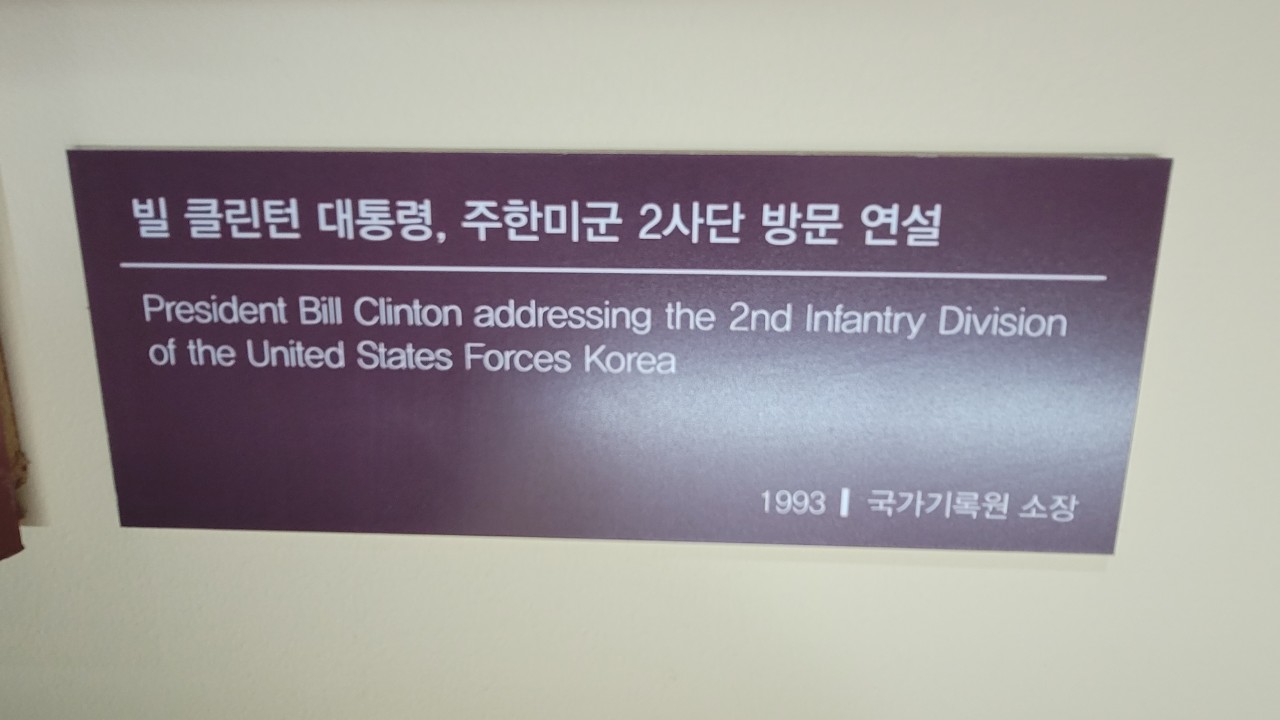 빌 클린턴 대통령, 주한미군 2사단 방문 연설
President Bill Clinton addressing the 2nd Infantry Division
of the United States Forces Korea
1993 | 국가기록원 소장